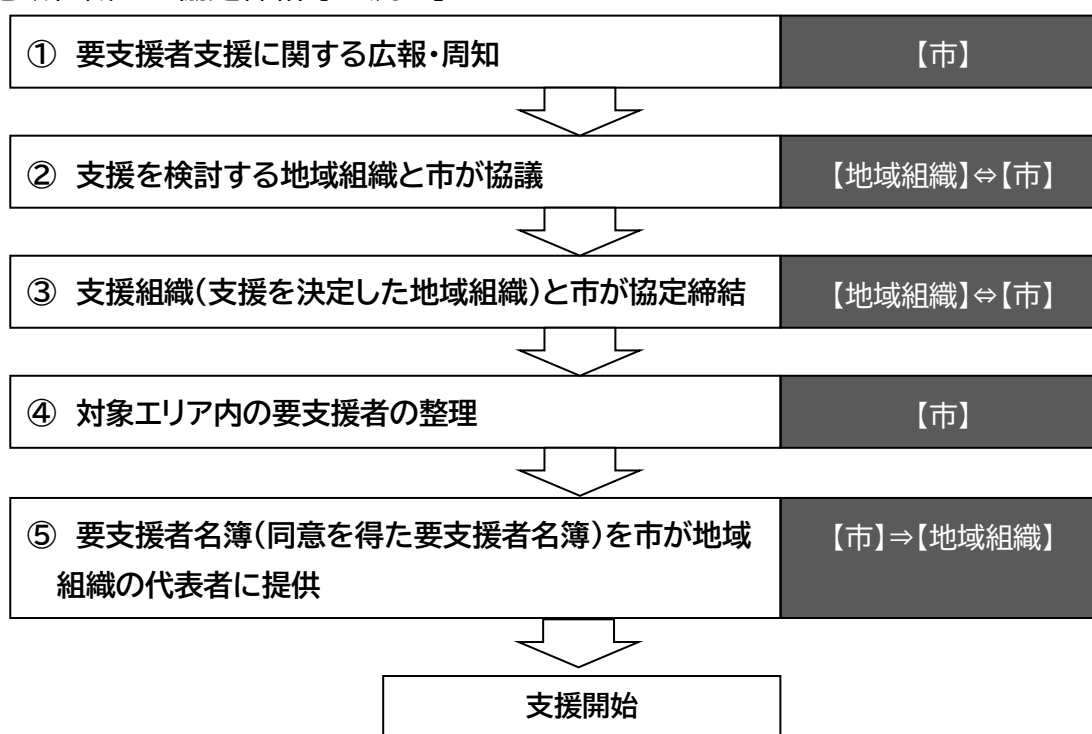 ① 要支援者支援に関する広報・周知
【市】
② 支援を検討する地域組織と市が協議
【地域組織】⇔【市】
③ 支援組織(支援を決定した地域組織)と市が協定締結
【地域組織】⇔【市】
④ 対象エリア内の要支援者の整理
【市】
⑤ 要支援者名簿(同意を得た要支援者名簿)を市が地域
組織の代表者に提供
【市】⇒【地域組織】
支援開始